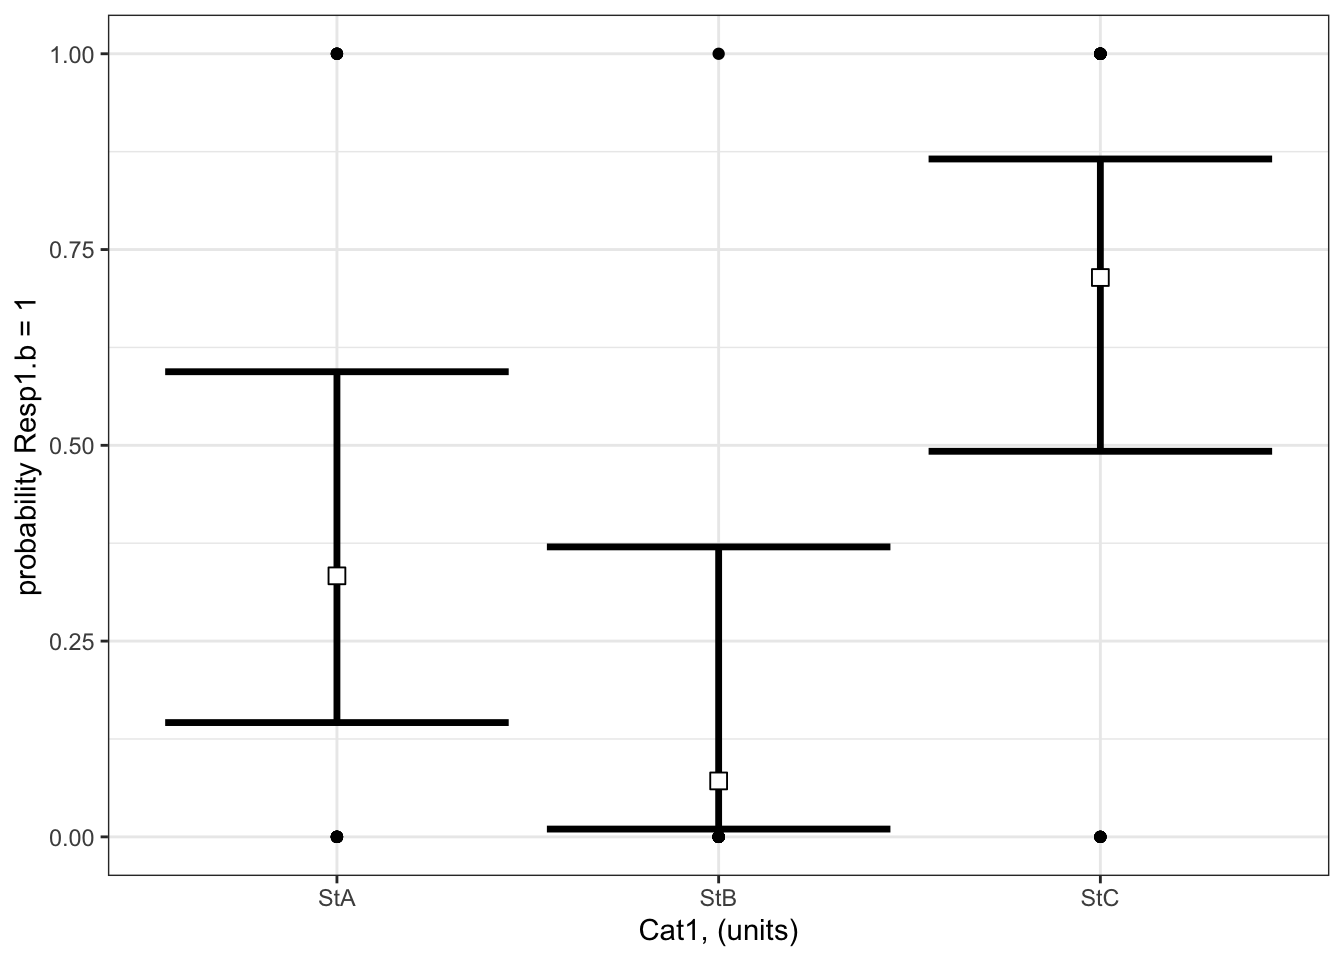 probability Resp1.b = 1
1.00
0.75
0.50
0.25
0.00
StA StB StC
Cat1, (units)